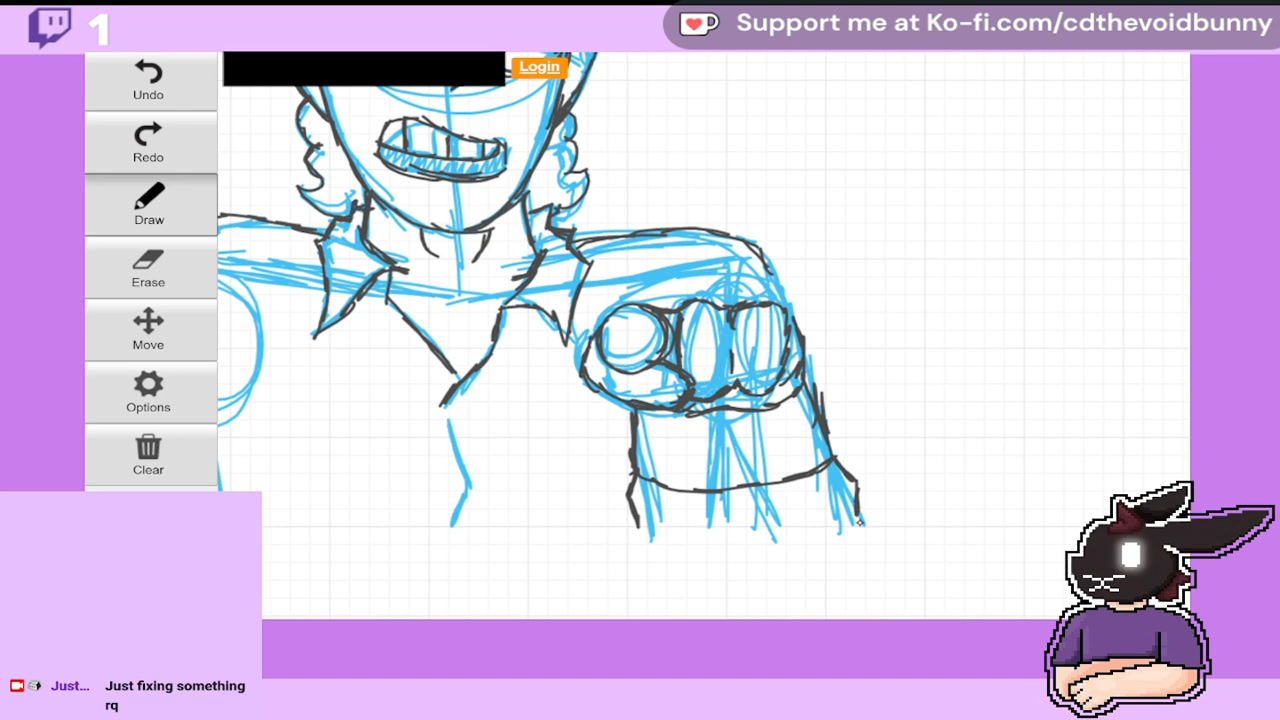 1
Support me at Ko-fi.com/cdthevoidbunny
Login
Undo
Redo
Draw
Erase
Move
Options
Clear
Just... Just fixing something
rq